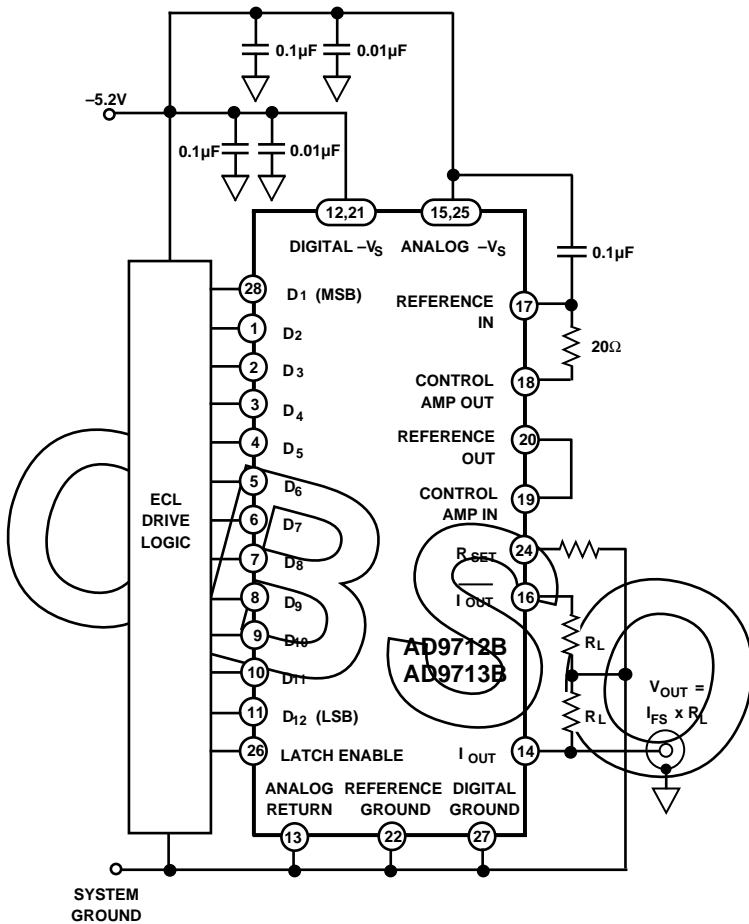 0.1µF
0.01µF
–5.2V
0.1µF
0.01µF
12,21
15,25
DIGITAL –VS
ANALOG –VS
0.1µF
28
D1 (MSB)
REFERENCE
IN
17
1
D2
20Ω
2
D3
CONTROL
AMP OUT
18
3
D4
REFERENCE
OUT
20
4
D5
5
D6
CONTROL
AMP IN
19
ECL
DRIVE
LOGIC
6
D7
7
D8
RSET
24
8
D9
IOUT
16
9
D10
AD9712B
AD9713B
RL
10
D11
VOUT =
IFS x RL
11
D12 (LSB)
RL
26
LATCH ENABLE
IOUT
14
ANALOG
RETURN
REFERENCE
GROUND
DIGITAL
GROUND
13
22
27
SYSTEM
GROUND
OBSO